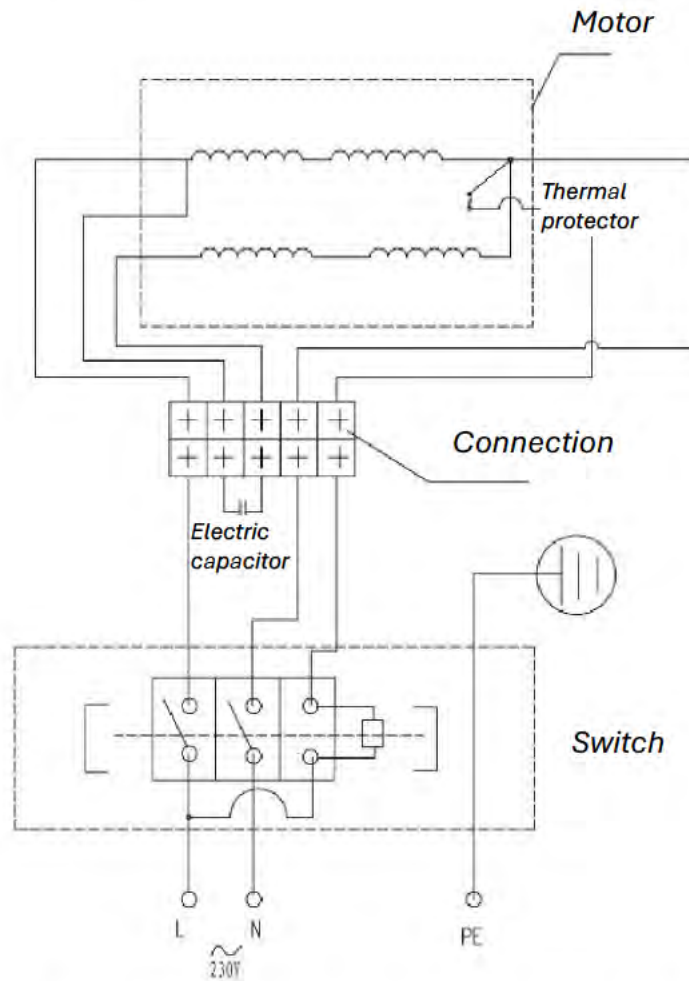 Motor
Thermal
protector
Connection
Electric
capacitor
Switch
L
N
PE
230V